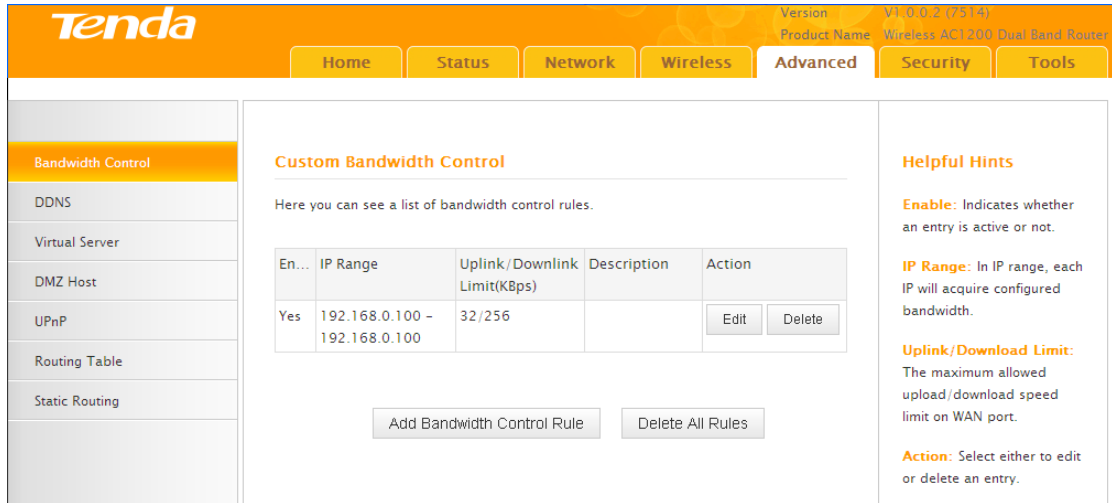 Tenda
Version V1.0.0.2 (7514)
Product Name Wireless AC1200 Dual Band Router
Home Status Network Wireless Advanced Security Tools
Bandwidth Control
DDNS
Virtual Server
DMZ Host
UPnP
Routing Table
Static Routing
Custom Bandwidth Control
Here you can see a list of bandwidth control rules.
En... IP Range Uplink/Downlink Description Action
Limit(KBps)
Yes 192.168.0.100 – 32/256 Edit Delete
192.168.0.100
Add Bandwidth Control Rule Delete All Rules
Helpful Hints
Enable: Indicates whether
an entry is active or not.
IP Range: In IP range, each
IP will acquire configured
bandwidth.
Uplink/Download Limit:
The maximum allowed
upload/download speed
limit on WAN port.
Action: Select either to edit
or delete an entry.